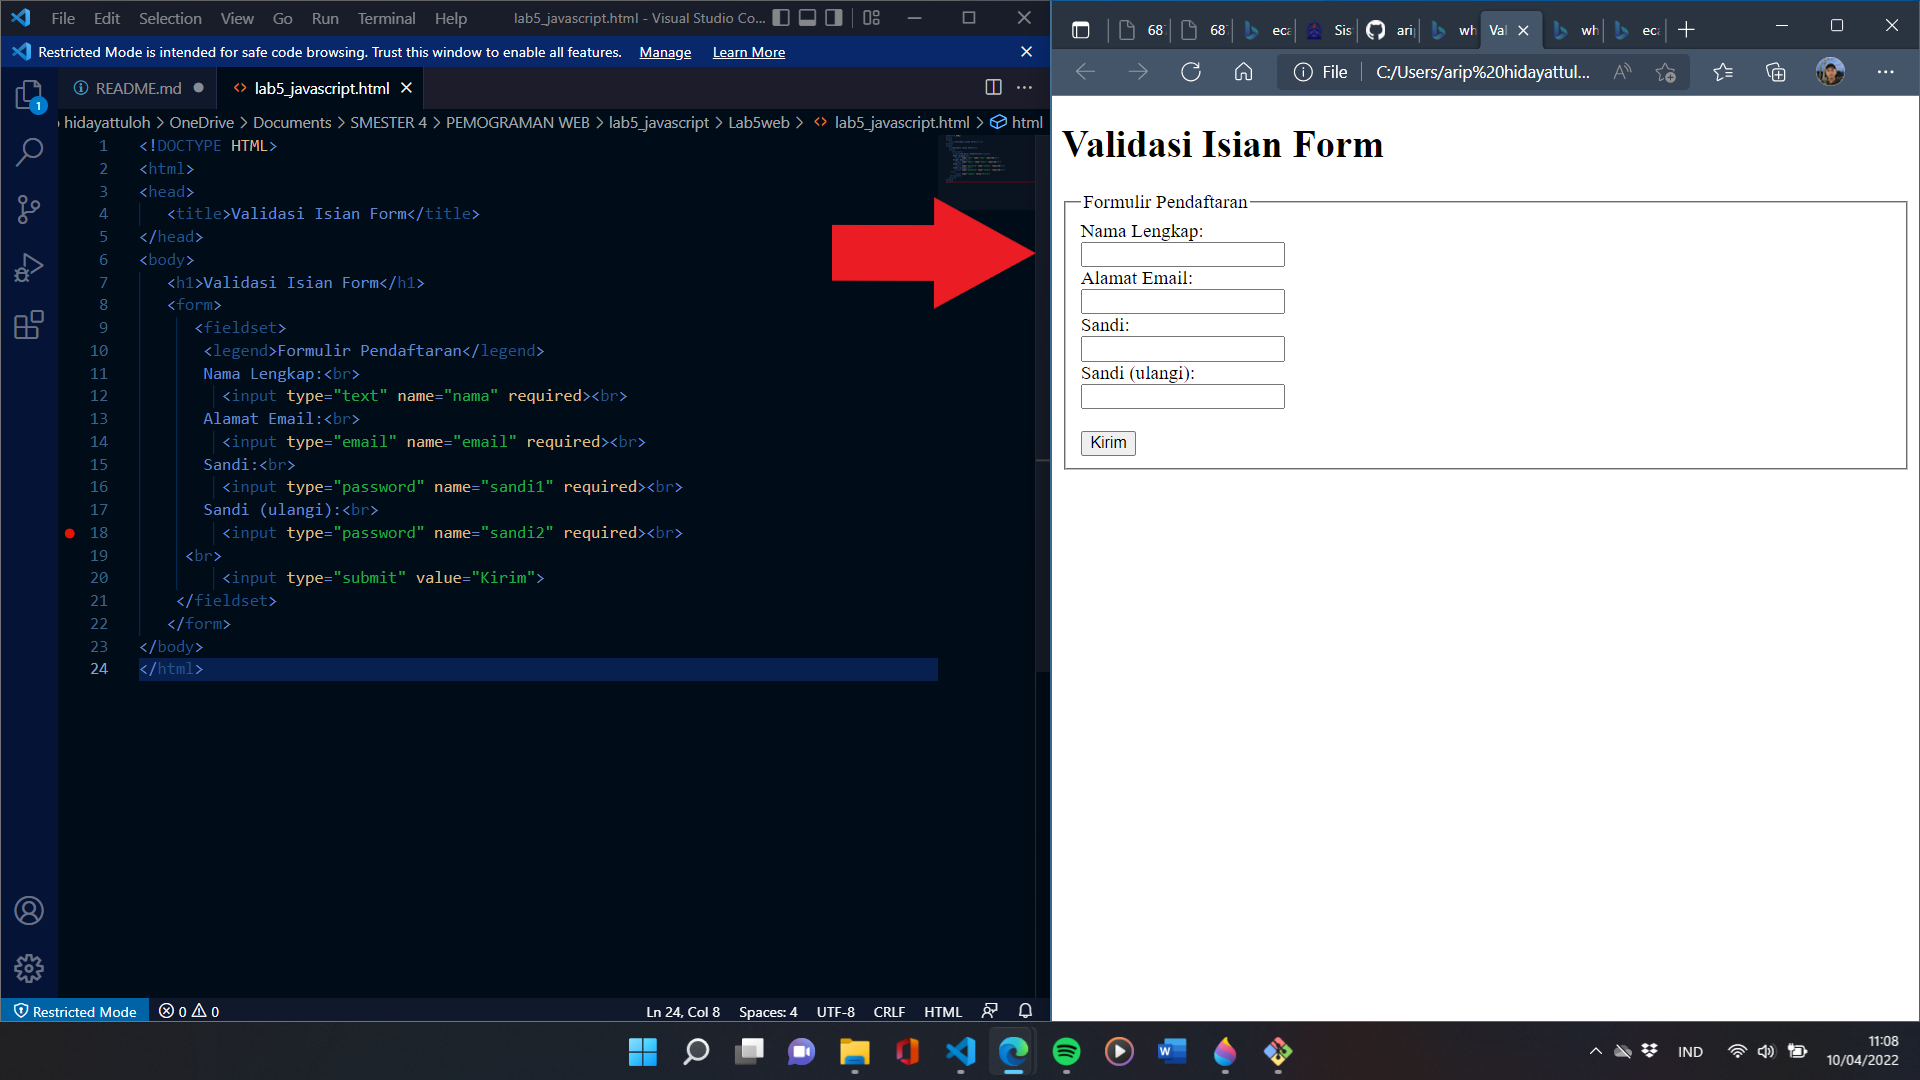 File Edit Selection View Go Run Terminal Help lab5_javascript.html - Visual Studio Co...
Restricted Mode is intended for safe code browsing. Trust this window to enable all features. Manage Learn More
README.md lab5_javascript.html
hidayattuloh > OneDrive > Documents > SMESTER 4 > PEMOGRAMAN WEB > lab5_javascript > Lab5web > lab5_javascript.html > html
1
1 <!DOCTYPE HTML>
2 <html>
3 <head>
4 <title>Validasi Isian Form</title>
5 </head>
6 <body>
7 <h1>Validasi Isian Form</h1>
8 <form>
9 <fieldset>
10 <legend>Formulir Pendaftaran</legend>
11 Nama Lengkap:<br>
12 <input type="text" name="nama" required><br>
13 Alamat Email:<br>
14 <input type="email" name="email" required><br>
15 Sandi:<br>
16 <input type="password" name="sandi1" required><br>
17 Sandi (ulangi):<br>
18 <input type="password" name="sandi2" required><br>
19 <br>
20 <input type="submit" value="Kirim">
21 </fieldset>
22 </form>
23 </body>
24 </html>
Restricted Mode 0 0 Ln 24, Col 8 Spaces: 4 UTF-8 CRLF HTML
68 68 eca Sis ari wh Val wh eca
File C:/Users/arip%20hidayattul...
Validasi Isian Form
Formulir Pendaftaran
Nama Lengkap:
Alamat Email:
Sandi:
Sandi (ulangi):
Kirim
IND 11:08
10/04/2022